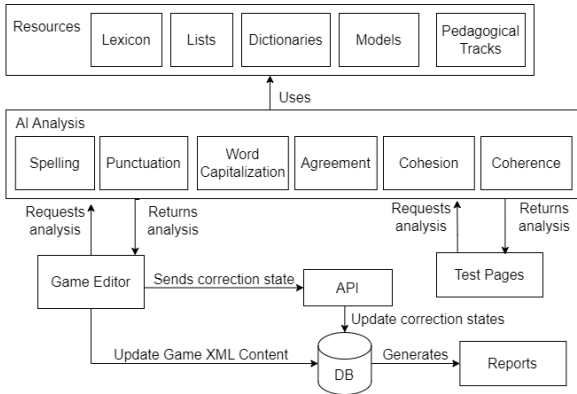 Resources
Lexicon
Lists
Dictionaries
Models
Pedagogical
Tracks
Uses
AI Analysis
Spelling
Punctuation
Word
Capitalization
Agreement
Cohesion
Coherence
Requests
analysis
Returns
analysis
Requests
analysis
Returns
analysis
Game Editor
Sends correction state
API
Test Pages
Update correction states
Update Game XML Content
DB
Generates
Reports